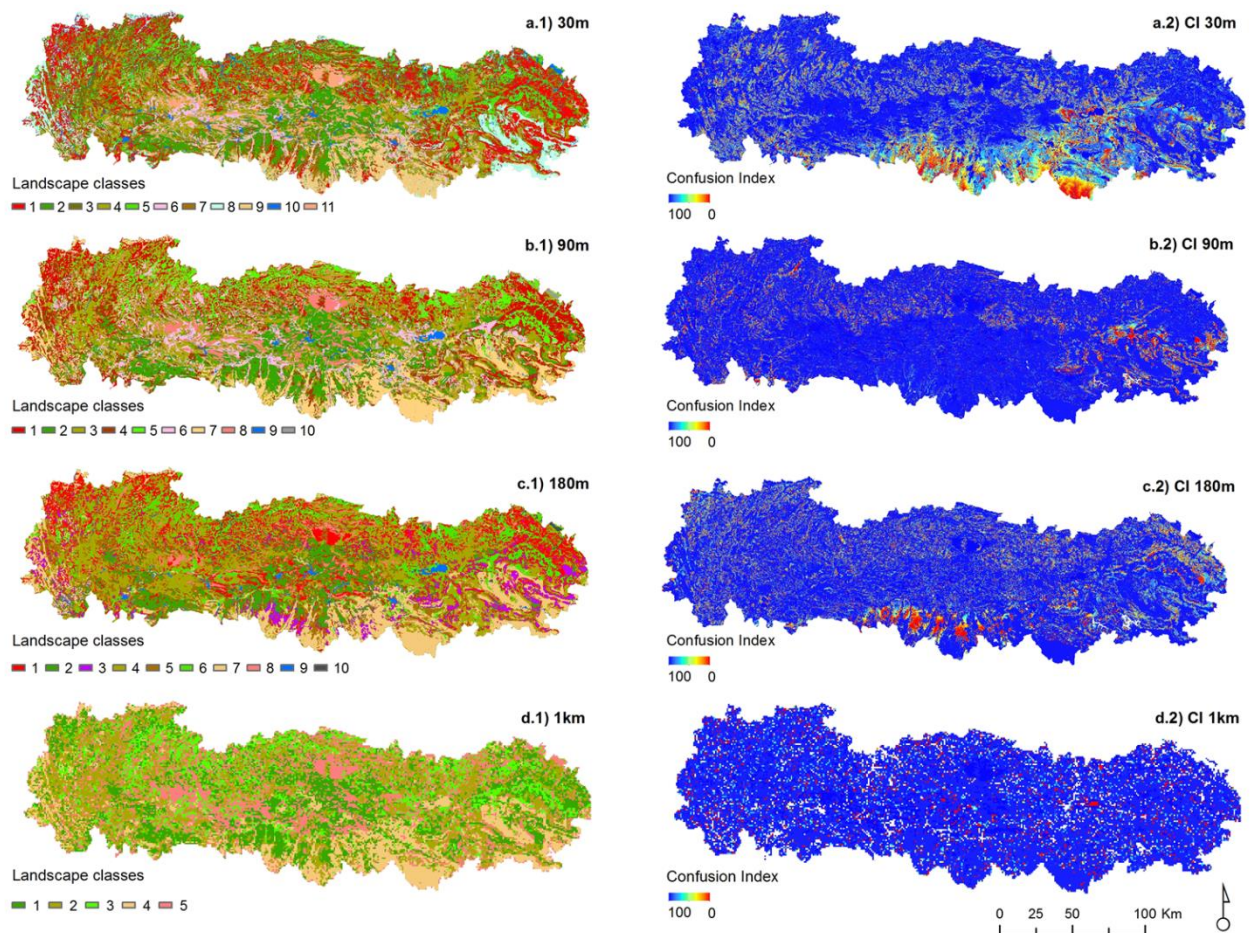 a.1) 30m
Landscape classes
1 2 3 4 5 6 7 8 9 10 11
a.2) CI 30m
Confusion Index
100 0
b.1) 90m
Landscape classes
1 2 3 4 5 6 7 8 9 10
b.2) CI 90m
Confusion Index
100 0
c.1) 180m
Landscape classes
1 2 3 4 5 6 7 8 9 10
c.2) CI 180m
Confusion Index
100 0
d.1) 1km
Landscape classes
1 2 3 4 5
d.2) CI 1km
Confusion Index
100 0
0 25 50 100 Km